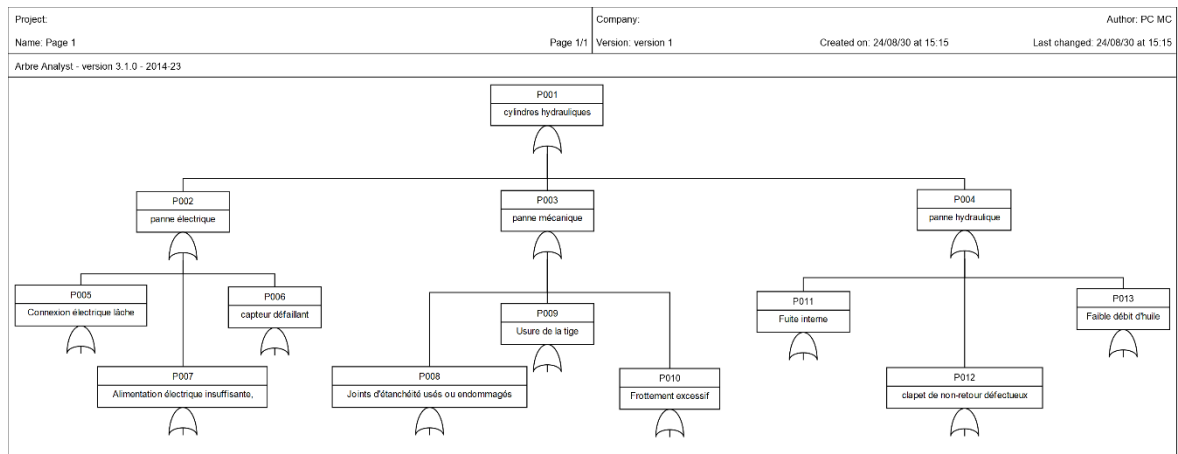 Project:
Company:
Author: PC MC
Name: Page 1
Page 1/1
Version: version 1
Created on: 24/08/30 at 15:15
Last changed: 24/08/30 at 15:15
Arbre Analyst - version 3.1.0 - 2014-23
P001
cylindres hydrauliques
P002
panne électrique
P003
panne mécanique
P004
panne hydraulique
P005
Connexion électrique lâche
P006
capteur défaillant
P009
Usure de la tige
P011
Fuite interne
P013
Faible débit d'huile
P007
Alimentation électrique insuffisante,
P008
Joints d'étanchéité usés ou endommagés
P010
Frottement excessif
P012
clapet de non-retour défectueux